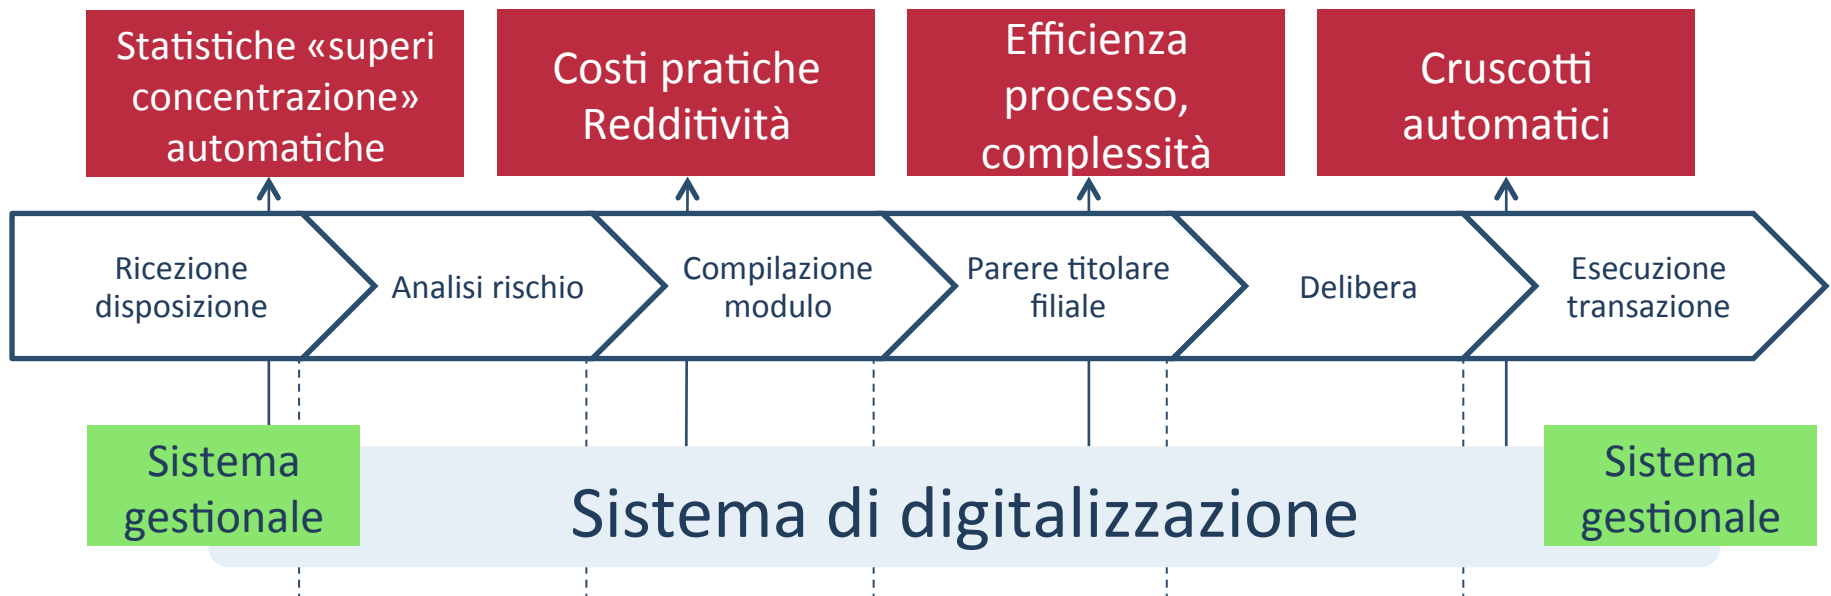 Statistiche «superi
concentrazione»
automatiche
Costi pratiche
Redditività
Efficienza
processo,
complessità
Cruscotti
automatici
Ricezione
disposizione
Analisi rischio
Compilazione
modulo
Parere titolare
filiale
Delibera
Esecuzione
transazione
Sistema
gestionale
Sistema di digitalizzazione
Sistema
gestionale